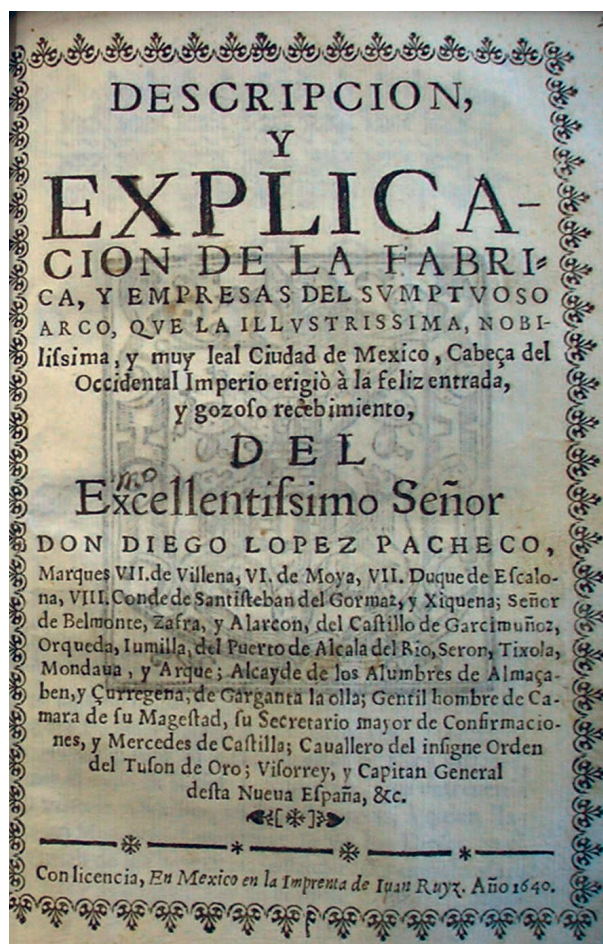 DESCRIPCION,
Y
EXPLICA-
CION DE LA FABRI-
CA, Y EMPRESAS DEL SVMPTVOSO
ARCO, QVE LA ILLVSTRISSIMA, NOBI-
liſsima, y muy leal Ciudad de Mexico, Cabeça del
Occidental Imperio erigiò à la feliz entrada,
y gozoſo recebimiento,
DEL
mo
Excellentiſsimo Señor
DON DIEGO LOPEZ PACHECO,
Marques VII. de Villena, VI. de Moya, VII. Duque de Eſcalo-
na, VIII. Conde de Santiſteban del Gormaz, y Xiquena; Señor
de Belmonte, Zafra, y Alarcon, del Caſtillo de Garcimuñoz,
Orqueda, Iumilla, del Puerto de Alcala del Rio, Seron, Tixola,
Mondaua, y Arque; Alcayde de los Alumbres de Almaça-
ben, y Çurregena; de Garganta la olla; Gentil hombre de Ca-
mara de ſu Mageſtad, ſu Secretario mayor de Confirmacio-
nes, y Mercedes de Caſtilla; Cauallero del inſigne Orden
del Tuſon de Oro; Viſorrey, y Capitan General
deſta Nueua Eſpaña, &c.
Con licencia, En Mexico en la Imprenta de Iuan Ruyz. Año 1640.